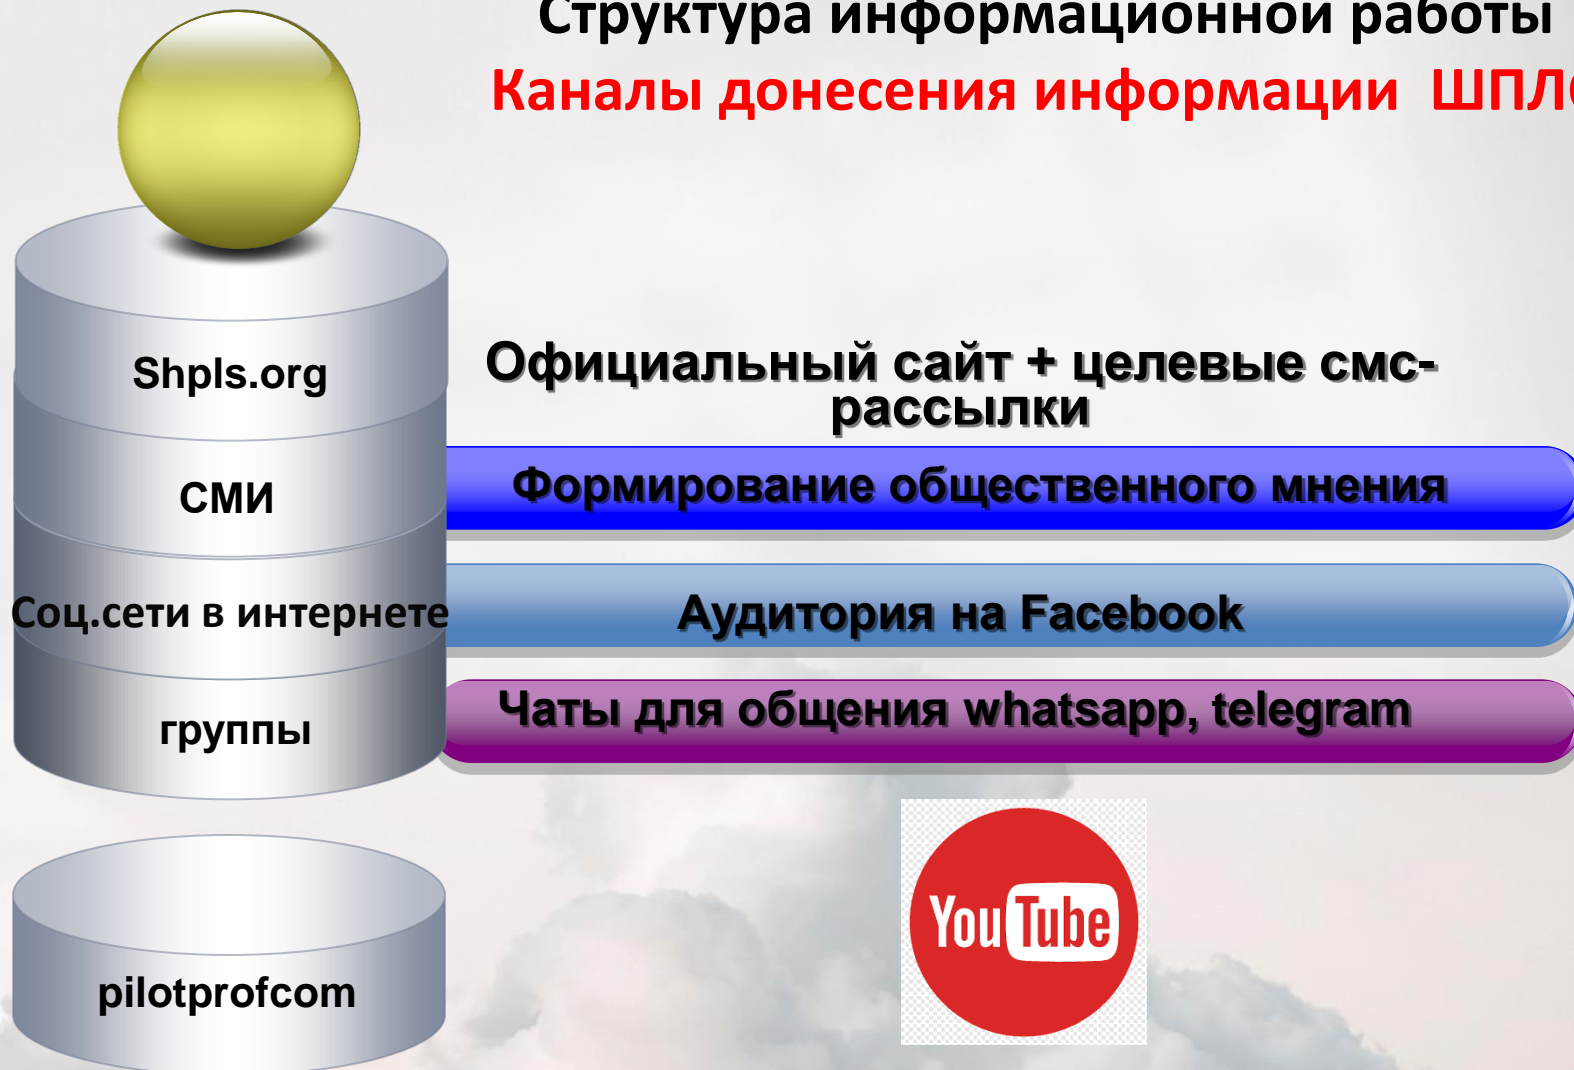 Структура информационной работы
Каналы донесения информации ШПЛС
Shpls.org
Официальный сайт + целевые смс-
рассылки
СМИ
Формирование общественного мнения
Соц.сети в интернете
Аудитория на Facebook
группы
Чаты для общения whatsapp, telegram
YouTube
pilotprofcom